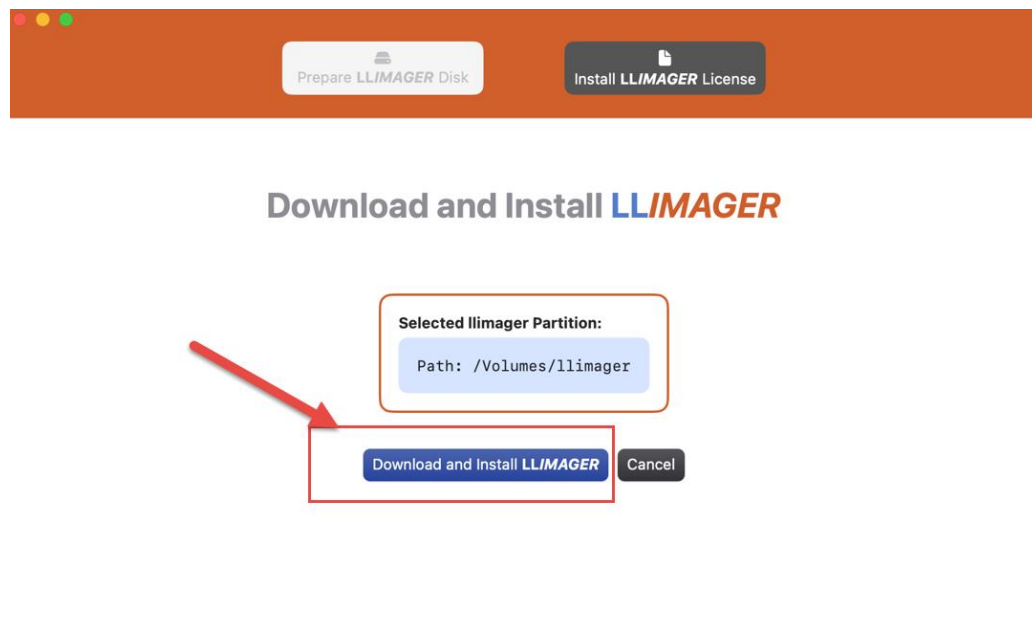 Prepare LLIMAGER Disk
Install LLIMAGER License
Download and Install LLIMAGER
Selected llimager Partition:
Path: /Volumes/llimager
Download and Install LLIMAGER
Cancel